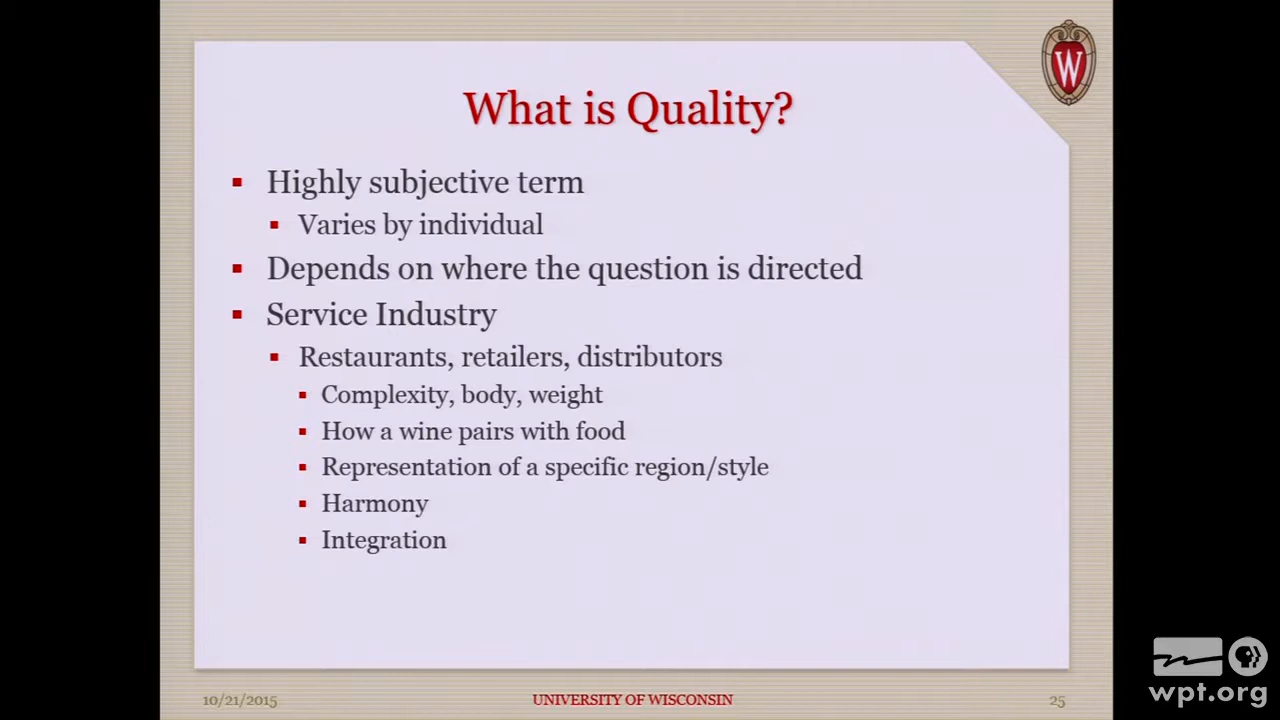 What is Quality?
Highly subjective term
Varies by individual
Depends on where the question is directed
Service Industry
Restaurants, retailers, distributors
Complexity, body, weight
How a wine pairs with food
Representation of a specific region/style
Harmony
Integration
10/21/2015
UNIVERSITY OF WISCONSIN
25
W
wpt.org